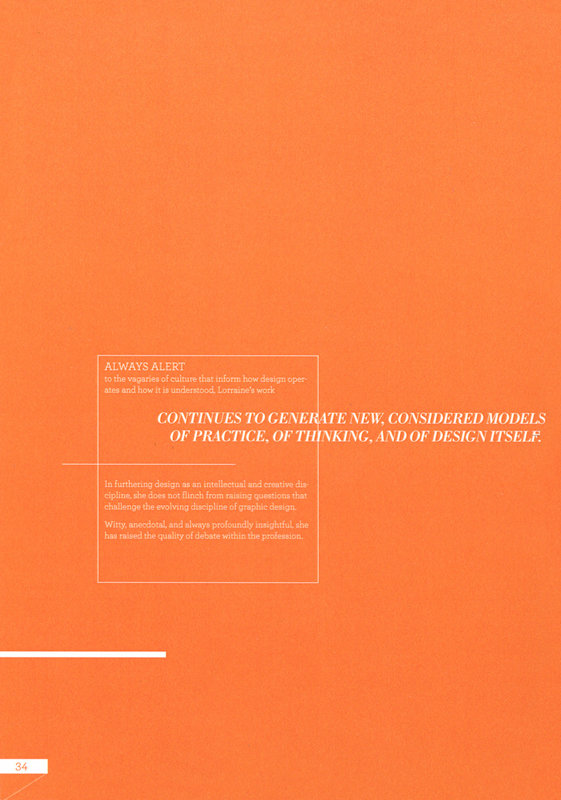 ALWAYS ALERT
to the vagaries of culture that inform how design oper-
ates and how it is understood, Lorraine's work
CONTINUES TO GENERATE NEW, CONSIDERED MODELS
OF PRACTICE, OF THINKING, AND OF DESIGN ITSELF.
In furthering design as an intellectual and creative dis-
cipline, she does not flinch from raising questions that
challenge the evolving discipline of graphic design.
Witty, anecdotal, and always profoundly insightful, she
has raised the quality of debate within the profession.
34